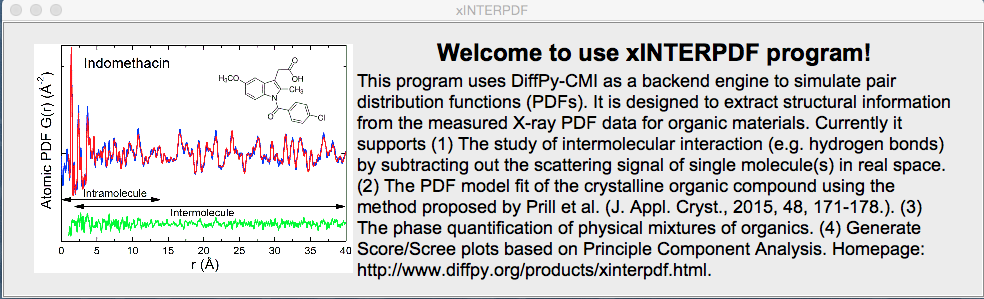 xINTERPDF
Welcome to use xINTERPDF program!
This program uses DiffPy-CMI as a backend engine to simulate pair
distribution functions (PDFs). It is designed to extract structural information
from the measured X-ray PDF data for organic materials. Currently it
supports (1) The study of intermolecular interaction (e.g. hydrogen bonds)
by subtracting out the scattering signal of single molecule(s) in real space.
(2) The PDF model fit of the crystalline organic compound using the
method proposed by Prill et al. (J. Appl. Cryst., 2015, 48, 171-178.). (3)
The phase quantification of physical mixtures of organics. (4) Generate
Score/Scree plots based on Principle Component Analysis. Homepage:
http://www.diffpy.org/products/xinterpdf.html.
Indomethacin
H₃CO
O
OH
CH₃
N
O
Cl
Atomic PDF G(r) (Å⁻²)
Intramolecule
Intermolecule
0 5 10 15 20 25 30 35 40
r (Å)